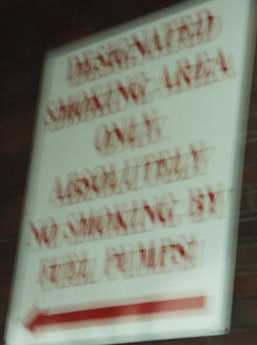 DESIGNATED
SMOKING AREA
ONLY.
ABSOLUTELY
NO SMOKING BY
FUEL PUMPS!